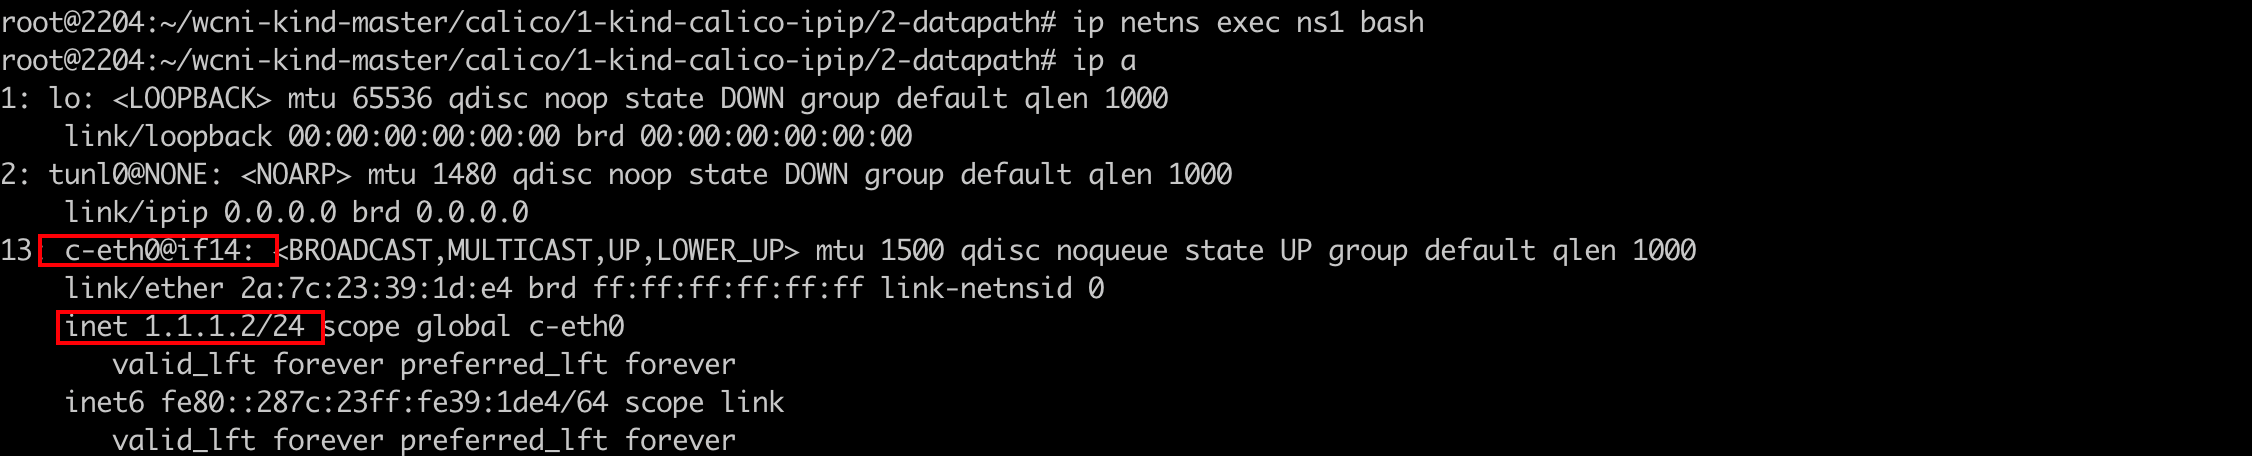 root@2204:~/wcni-kind-master/calico/1-kind-calico-ipip/2-datapath# ip netns exec ns1 bash
root@2204:~/wcni-kind-master/calico/1-kind-calico-ipip/2-datapath# ip a
1: lo: <LOOPBACK> mtu 65536 qdisc noop state DOWN group default qlen 1000
    link/loopback 00:00:00:00:00:00 brd 00:00:00:00:00:00
2: tunl0@NONE: <NOARP> mtu 1480 qdisc noop state DOWN group default qlen 1000
    link/ipip 0.0.0.0 brd 0.0.0.0
13: c-eth0@if14: <BROADCAST,MULTICAST,UP,LOWER_UP> mtu 1500 qdisc noqueue state UP group default qlen 1000
    link/ether 2a:7c:23:39:1d:e4 brd ff:ff:ff:ff:ff:ff link-netnsid 0
    inet 1.1.1.2/24 scope global c-eth0
       valid_lft forever preferred_lft forever
    inet6 fe80::287c:23ff:fe39:1de4/64 scope link
       valid_lft forever preferred_lft forever